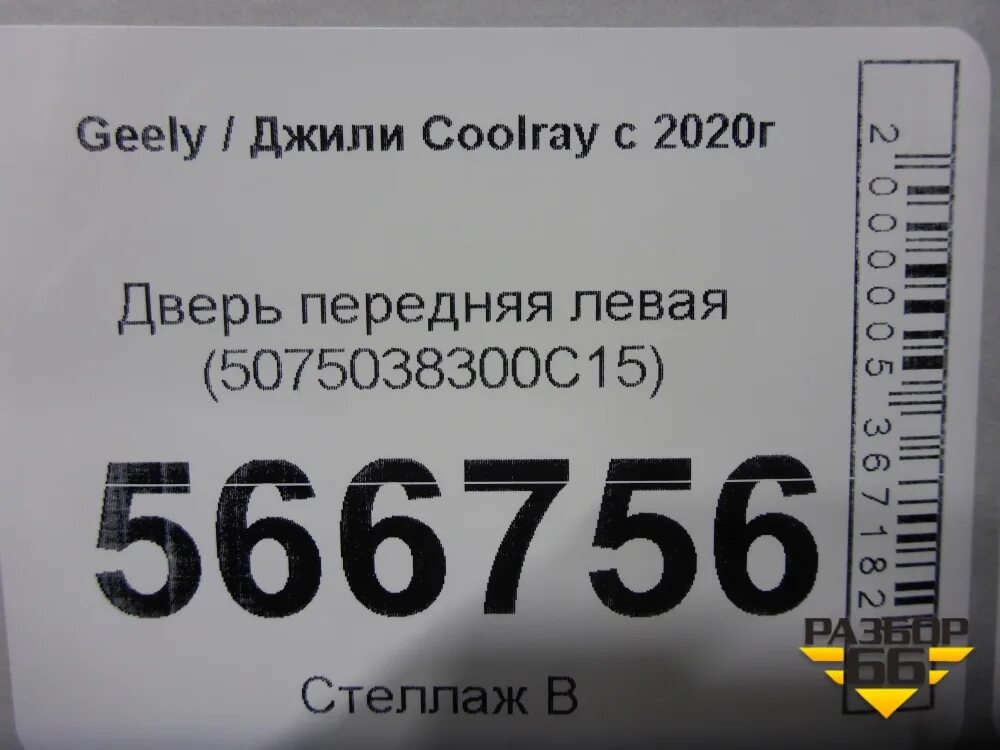 Geely / Джили Coolray с 2020г
Дверь передняя левая
(5075038300C15)
566756
Стеллаж В
2000005367182
РАЗБОР
66